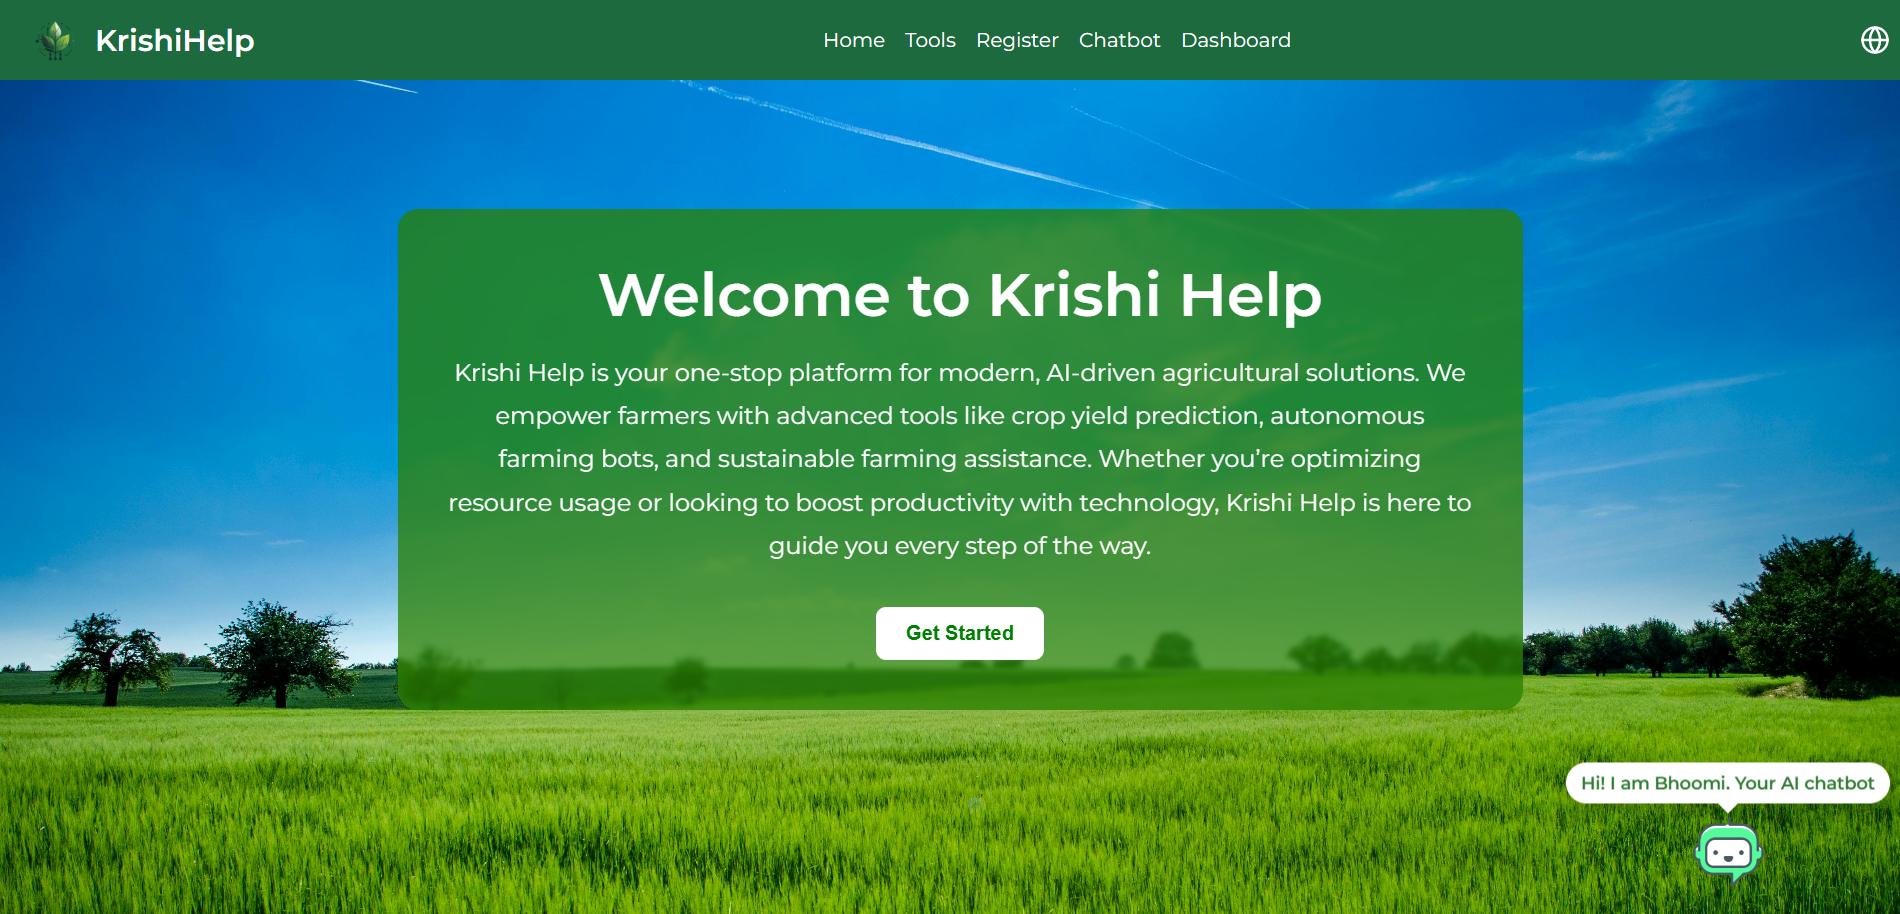 KrishiHelp
Home Tools Register Chatbot Dashboard
Welcome to Krishi Help
Krishi Help is your one-stop platform for modern, AI-driven agricultural solutions. We
empower farmers with advanced tools like crop yield prediction, autonomous
farming bots, and sustainable farming assistance. Whether you’re optimizing
resource usage or looking to boost productivity with technology, Krishi Help is here to
guide you every step of the way.
Get Started
Hi! I am Bhoomi. Your AI chatbot